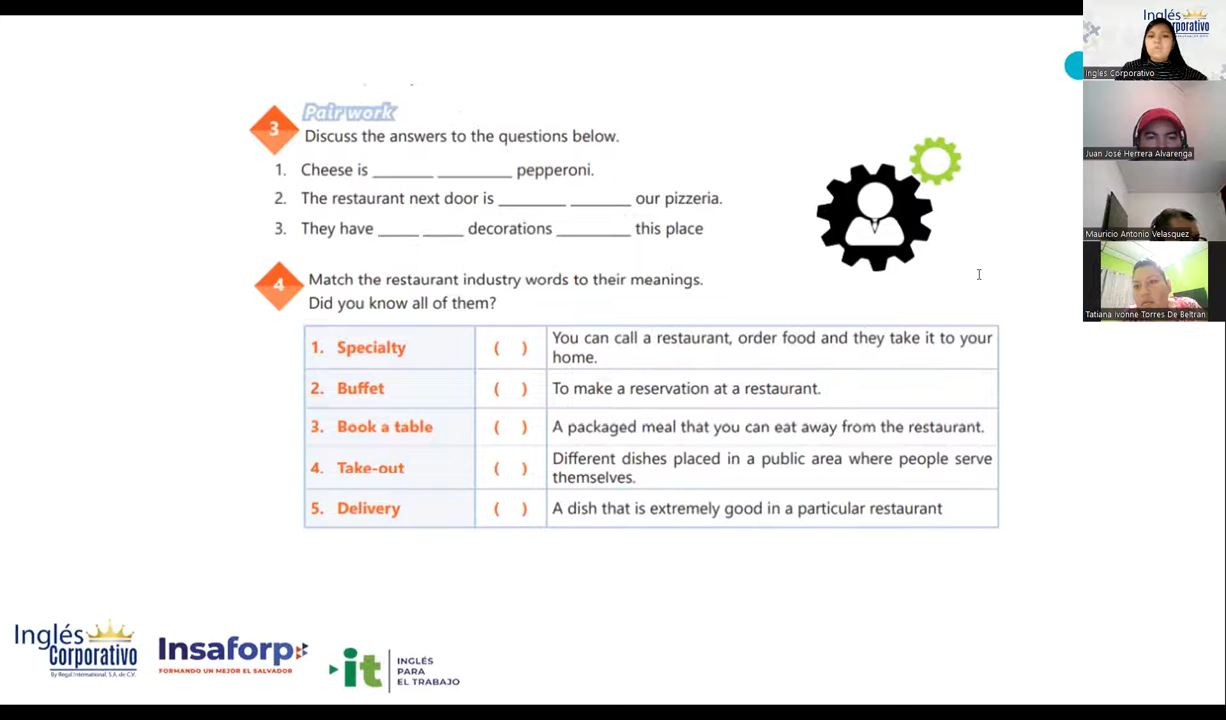 Pair work
3
Discuss the answers to the questions below.
1. Cheese is _______ _________ pepperoni.
2. The restaurant next door is ________ _______ our pizzeria.
3. They have _____ _____ decorations _________ this place
4
Match the restaurant industry words to their meanings.
Did you know all of them?
1. Specialty ( ) You can call a restaurant, order food and they take it to your
home.
2. Buffet ( ) To make a reservation at a restaurant.
3. Book a table ( ) A packaged meal that you can eat away from the restaurant.
4. Take-out ( ) Different dishes placed in a public area where people serve
themselves.
5. Delivery ( ) A dish that is extremely good in a particular restaurant
Inglés
Corporativo
By Regal International, S.A. de C.V.
Insaforp
FORMANDO UN MEJOR EL SALVADOR
it
INGLÉS
PARA
EL TRABAJO
Inglés
Corporativo
Juan José Herrera Alvarenga
Mauricio Antonio Velasquez
Tatiana Ivonne Torres De Beltran